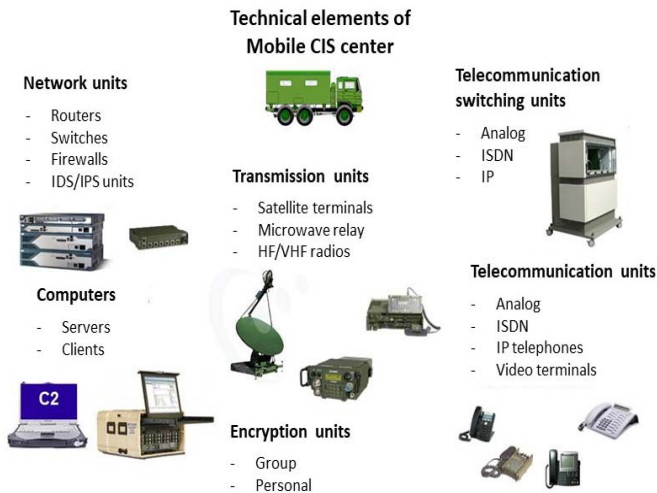 Technical elements of
Mobile CIS center
Network units
- Routers
- Switches
- Firewalls
- IDS/IPS units
Computers
- Servers
- Clients
C2
Transmission units
- Satellite terminals
- Microwave relay
- HF/VHF radios
Encryption units
- Group
- Personal
Telecommunication
switching units
- Analog
- ISDN
- IP
Telecommunication units
- Analog
- ISDN
- IP telephones
- Video terminals